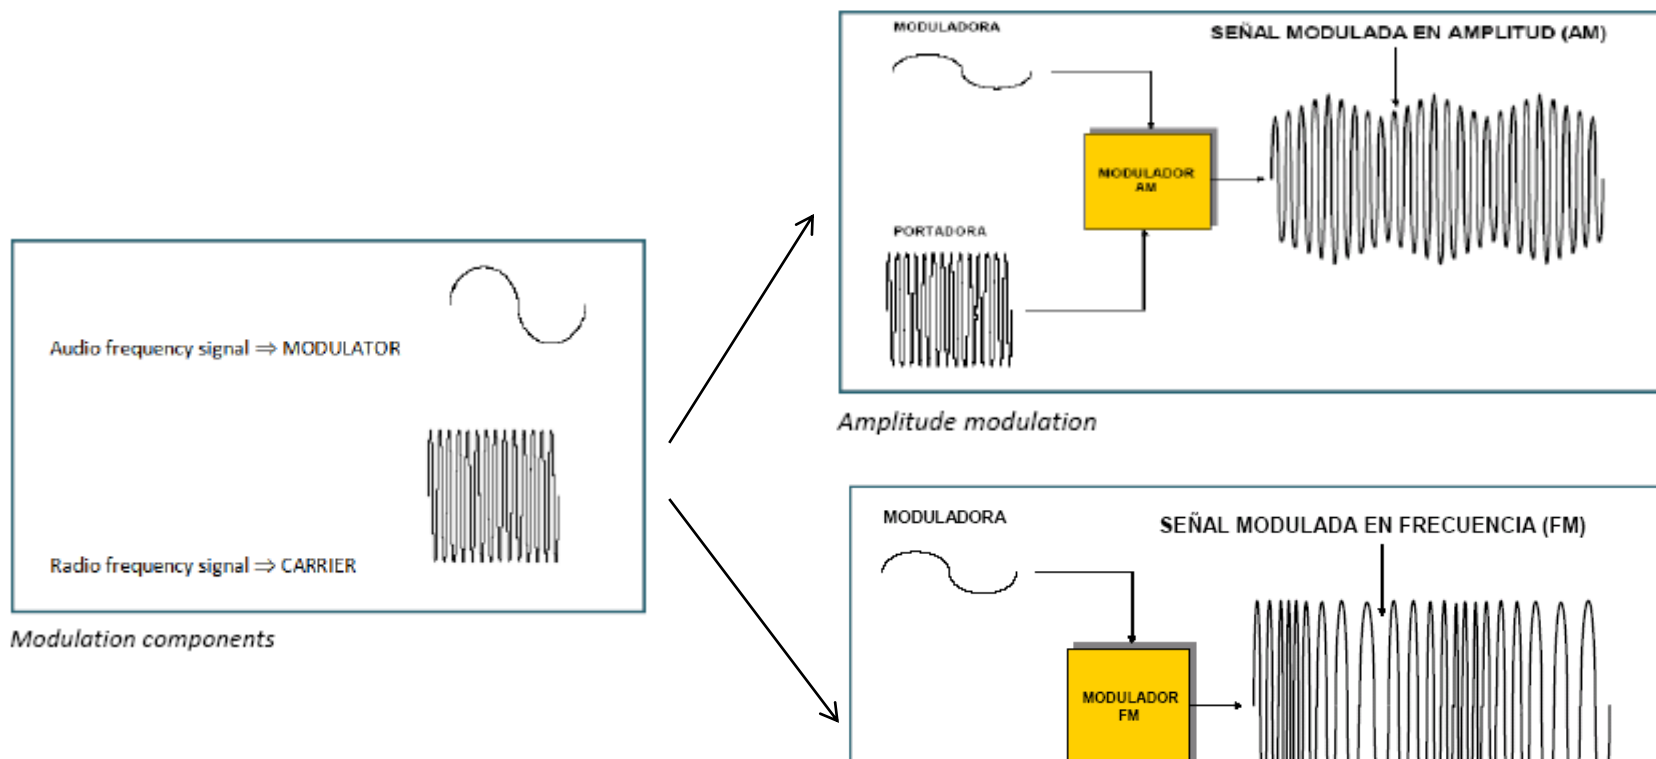 Audio frequency signal ⇒ MODULATOR
Radio frequency signal ⇒ CARRIER
Modulation components
MODULADORA
SEÑAL MODULADA EN AMPLITUD (AM)
MODULADOR
AM
PORTADORA
Amplitude modulation
MODULADORA
SEÑAL MODULADA EN FRECUENCIA (FM)
MODULADOR
FM